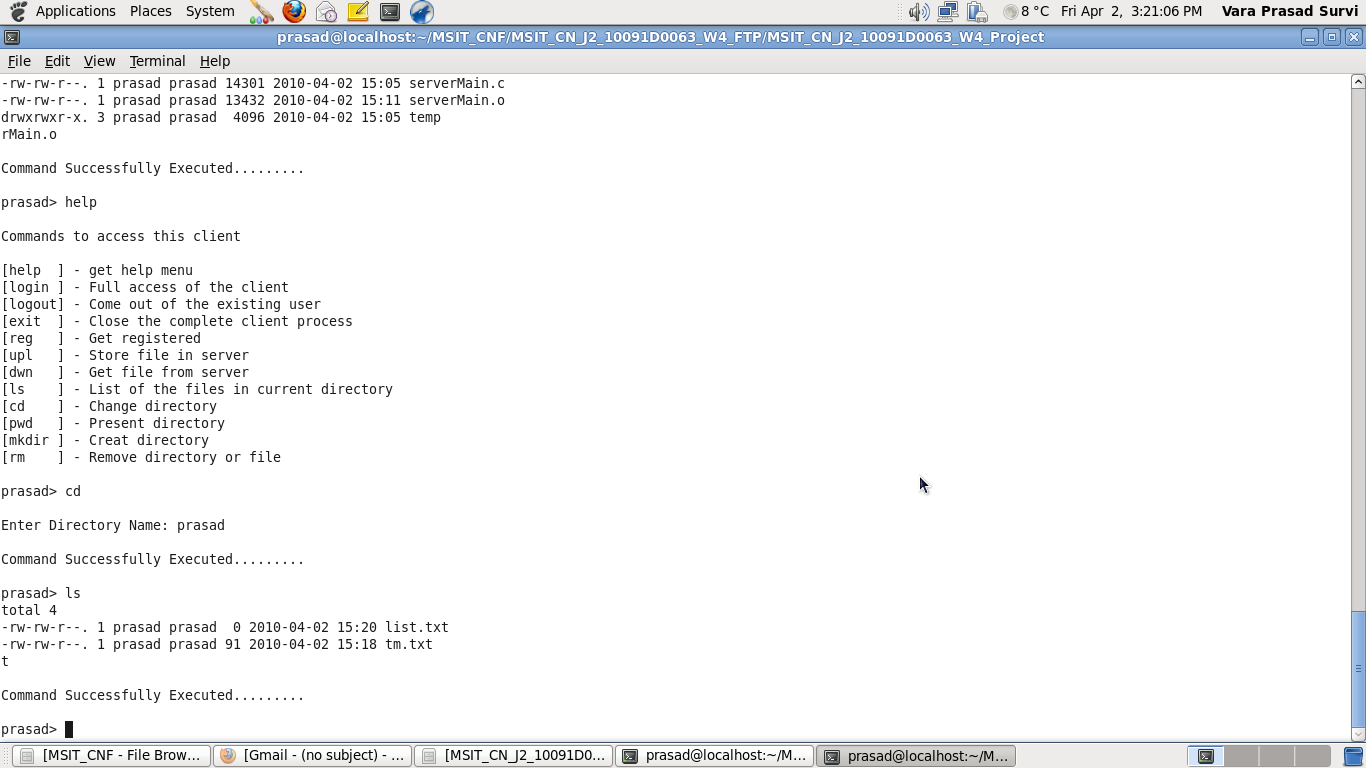 Applications Places System
8 °C Fri Apr 2, 3:21:06 PM Vara Prasad Survi
prasad@localhost:~/MSIT_CNF/MSIT_CN_J2_10091D0063_W4_FTP/MSIT_CN_J2_10091D0063_W4_Project
File Edit View Terminal Help
-rw-rw-r--. 1 prasad prasad 14301 2010-04-02 15:05 serverMain.c
-rw-rw-r--. 1 prasad prasad 13432 2010-04-02 15:11 serverMain.o
drwxrwxr-x. 3 prasad prasad  4096 2010-04-02 15:05 temp
rMain.o
Command Successfully Executed.........
prasad> help
Commands to access this client
[help  ] - get help menu
[login ] - Full access of the client
[logout] - Come out of the existing user
[exit  ] - Close the complete client process
[reg   ] - Get registered
[upl   ] - Store file in server
[dwn   ] - Get file from server
[ls    ] - List of the files in current directory
[cd    ] - Change directory
[pwd   ] - Present directory
[mkdir ] - Creat directory
[rm    ] - Remove directory or file
prasad> cd
Enter Directory Name: prasad
Command Successfully Executed.........
prasad> ls
total 4
-rw-rw-r--. 1 prasad prasad  0 2010-04-02 15:20 list.txt
-rw-rw-r--. 1 prasad prasad 91 2010-04-02 15:18 tm.txt
t
Command Successfully Executed.........
prasad>
[MSIT_CNF - File Brow... [Gmail - (no subject) - ... [MSIT_CN_J2_10091D0... prasad@localhost:~/M... prasad@localhost:~/M...